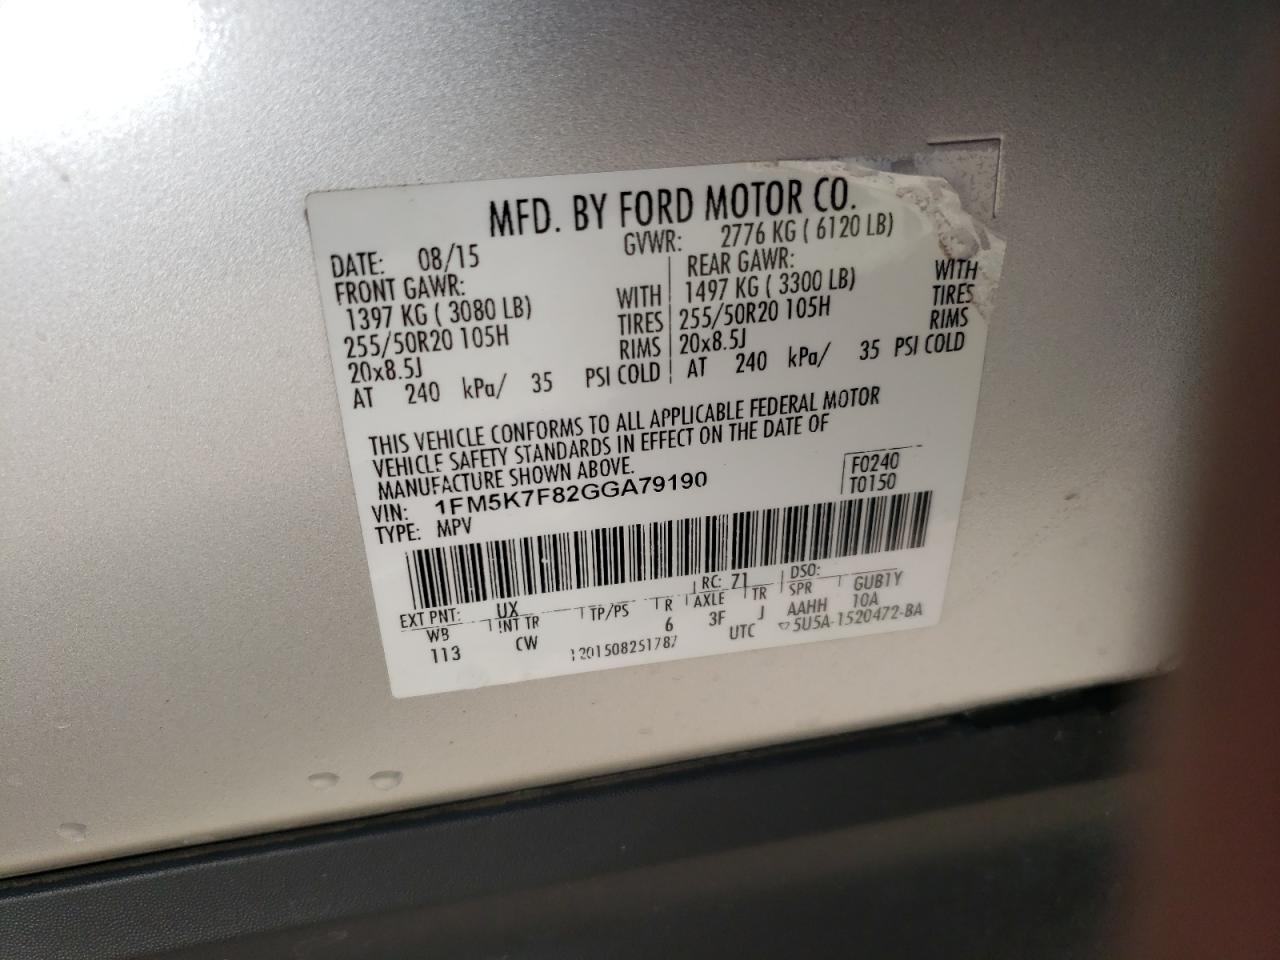 MFD. BY FORD MOTOR CO.
DATE: 08/15 GVWR: 2776 KG ( 6120 LB)
FRONT GAWR: REAR GAWR:
1397 KG ( 3080 LB) WITH 1497 KG ( 3300 LB) WITH
255/50R20 105H TIRES 255/50R20 105H TIRES
20x8.5J RIMS 20x8.5J RIMS
AT 240 kPa/ 35 PSI COLD AT 240 kPa/ 35 PSI COLD
THIS VEHICLE CONFORMS TO ALL APPLICABLE FEDERAL MOTOR
VEHICLE SAFETY STANDARDS IN EFFECT ON THE DATE OF
MANUFACTURE SHOWN ABOVE.
VIN: 1FM5K7F82GGA79190 F0240
TYPE: MPV T0150
EXT PNT: UX RC: 71 DSO:
WB INT TR TP/PS R AXLE TR SPR GUB1Y
113 CW 6 3F J AAHH 10A
UTC 5U5A-1520472-BA